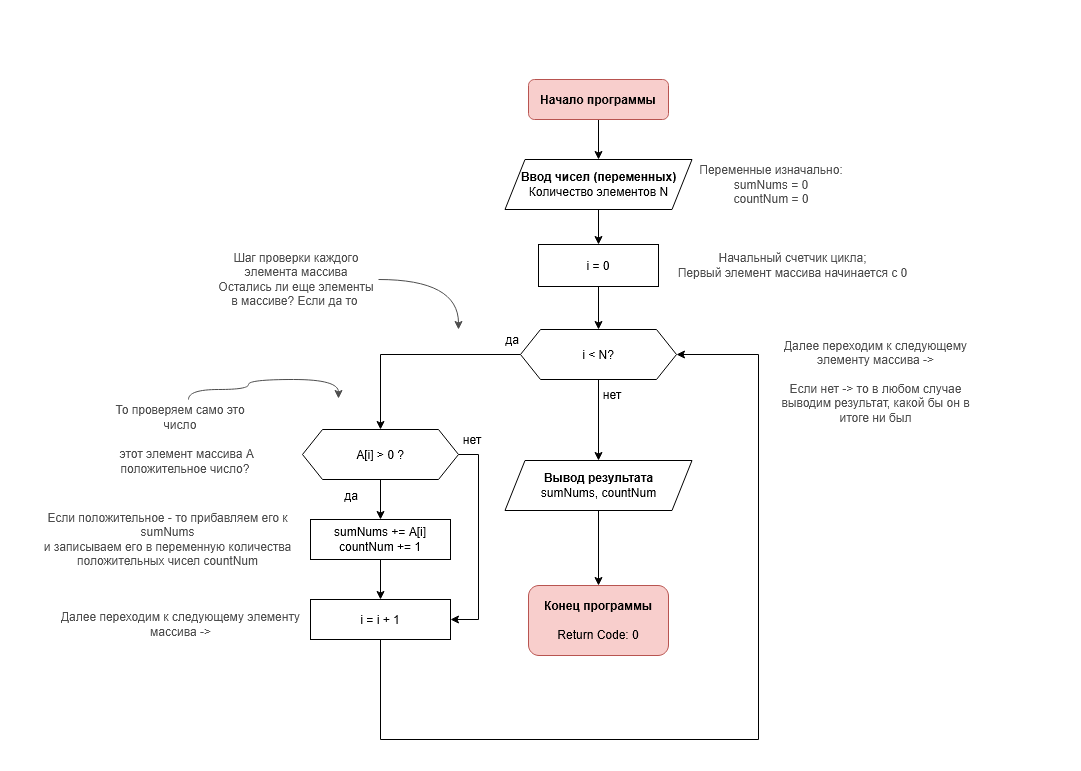 Начало программы
Ввод чисел (переменных)
Количество элементов N
Переменные изначально:
sumNums = 0
countNum = 0
i = 0
Начальный счетчик цикла;
Первый элемент массива начинается с 0
Шаг проверки каждого
элемента массива
Остались ли еще элементы
в массиве? Если да то
да
i < N?
нет
Далее переходим к следующему
элементу массива ->
Если нет -> то в любом случае
выводим результат, какой бы он в
итоге ни был
То проверяем само это
число
этот элемент массива А
положительное число?
A[i] > 0 ?
нет
да
Вывод результата
sumNums, countNum
Если положительное - то прибавляем его к
sumNums
и записываем его в переменную количества
положительных чисел countNum
sumNums += A[i]
countNum += 1
Далее переходим к следующему элементу
массива ->
i = i + 1
Конец программы
Return Code: 0